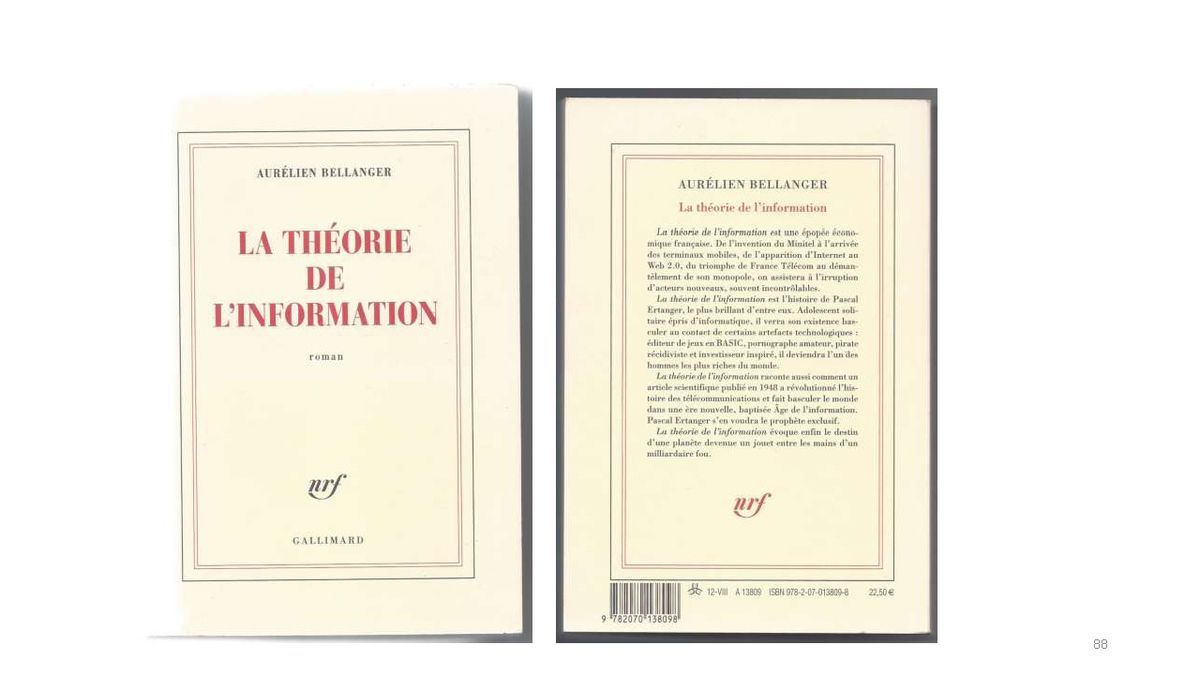 AURÉLIEN BELLANGER
LA THÉORIE
DE
L'INFORMATION
roman
nrf
GALLIMARD
AURÉLIEN BELLANGER
La théorie de l'information
La théorie de l'information est une épopée écono-
mique française. De l'invention du Minitel à l'arrivée
des terminaux mobiles, de l'apparition d'Internet au
Web 2.0, du triomphe de France Télécom au déman-
tèlement de son monopole, on assistera à l'irruption
d'acteurs nouveaux, souvent incontrôlables.
La théorie de l'information est l'histoire de Pascal
Ertanger, le plus brillant d'entre eux. Adolescent soli-
taire épris d'informatique, il verra son existence bas-
culer au contact de certains artefacts technologiques :
éditeur de jeux en BASIC, pornographe amateur, pirate
récidiviste et investisseur inspiré, il deviendra l'un des
hommes les plus riches du monde.
La théorie de l'information raconte aussi comment un
article scientifique publié en 1948 a révolutionné l'his-
toire des télécommunications et fait basculer le monde
dans une ère nouvelle, baptisée Âge de l'information.
Pascal Ertanger s'en voudra le prophète exclusif.
La théorie de l'information évoque enfin le destin
d'une planète devenue un jouet entre les mains d'un
milliardaire fou.
nrf
12-VIII A 13809 ISBN 978-2-07-013809-8 22,50 €
9 782070 138098
88